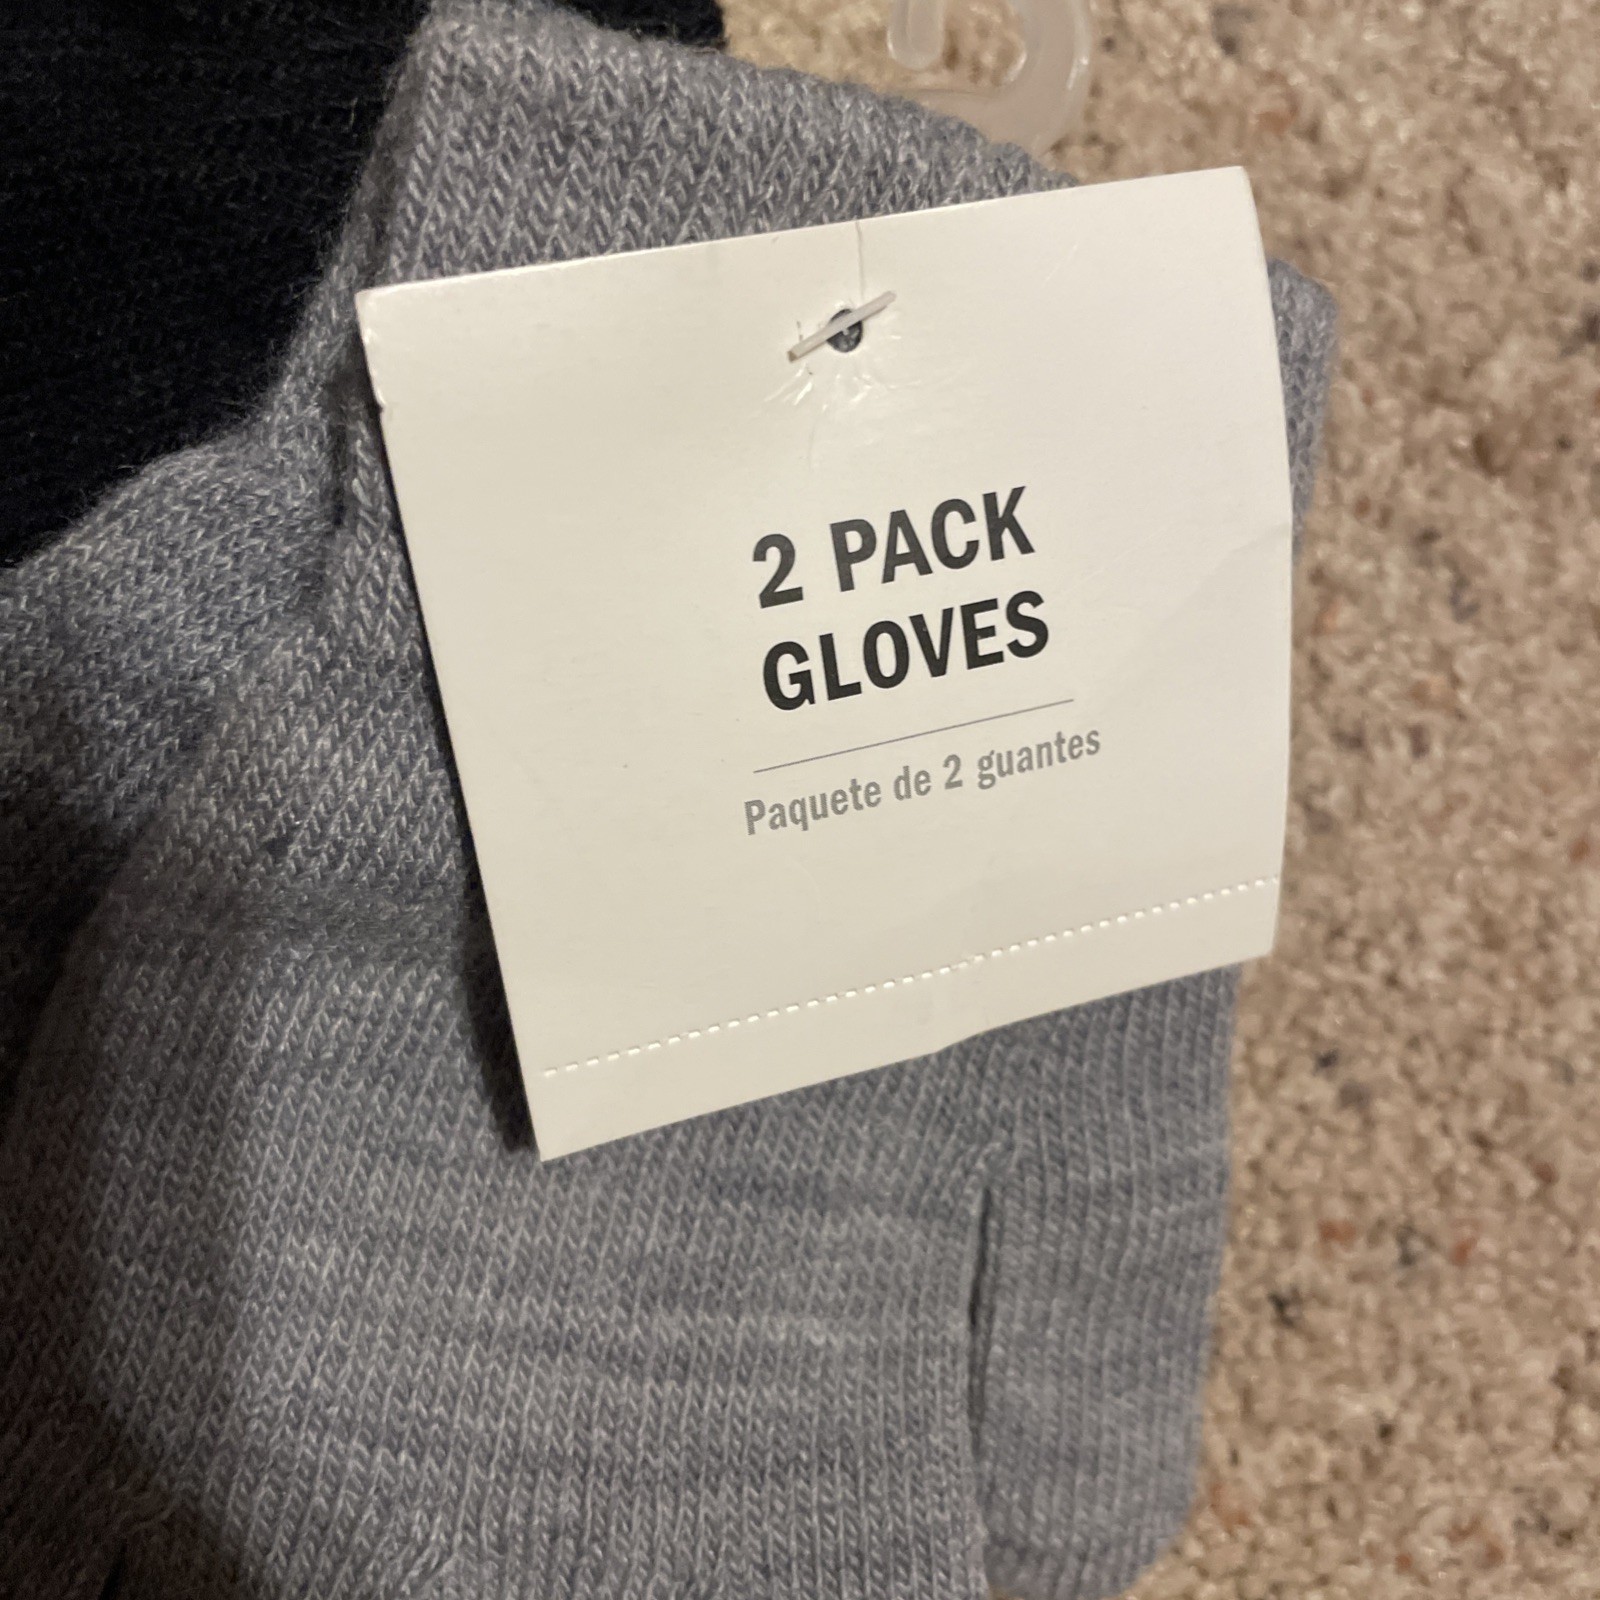 2 PACK
GLOVES
Paquete de 2 guantes